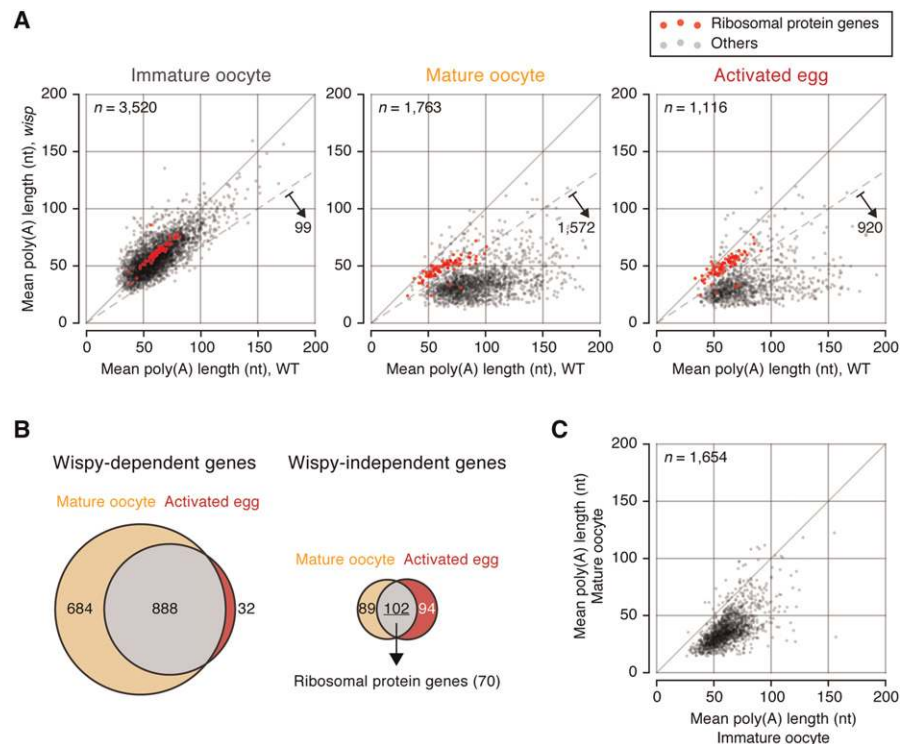 A
Ribosomal protein genes
Others
Immature oocyte
Mature oocyte
Activated egg
Mean poly(A) length (nt), wisp
200
150
100
50
0
n = 3,520
99
0 50 100 150 200
Mean poly(A) length (nt), WT
200
150
100
50
0
n = 1,763
1,572
0 50 100 150 200
Mean poly(A) length (nt), WT
200
150
100
50
0
n = 1,116
920
0 50 100 150 200
Mean poly(A) length (nt), WT
B
Wispy-dependent genes
Mature oocyte Activated egg
684 888 32
Wispy-independent genes
Mature oocyte Activated egg
89 102 94
Ribosomal protein genes (70)
C
Mean poly(A) length (nt)
Mature oocyte
200
150
100
50
0
n = 1,654
0 50 100 150 200
Mean poly(A) length (nt)
Immature oocyte